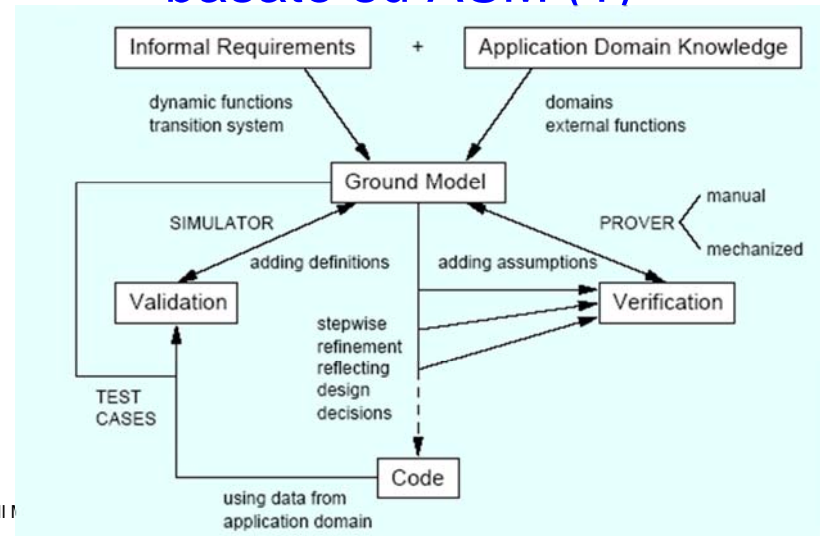 Informal Requirements + Application Domain Knowledge
dynamic functions
transition system
domains
external functions
Ground Model
manual
SIMULATOR
PROVER
mechanized
adding definitions
adding assumptions
Validation
Verification
stepwise
refinement
reflecting
design
decisions
TEST
CASES
Code
using data from
application domain